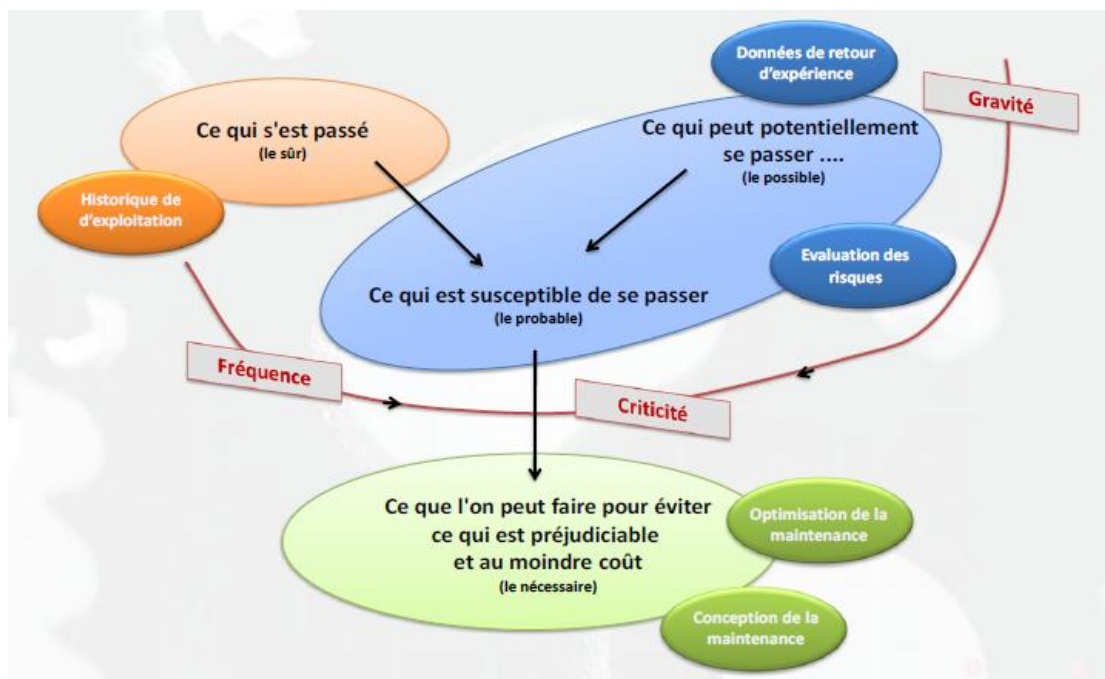 Données de retour
d'expérience
Gravité
Ce qui s'est passé
(le sûr)
Ce qui peut potentiellement
se passer ....
(le possible)
Historique de
d'exploitation
Evaluation des
risques
Ce qui est susceptible de se passer
(le probable)
Fréquence
Criticité
Ce que l'on peut faire pour éviter
ce qui est préjudiciable
et au moindre coût
(le nécessaire)
Optimisation de la
maintenance
Conception de la
maintenance